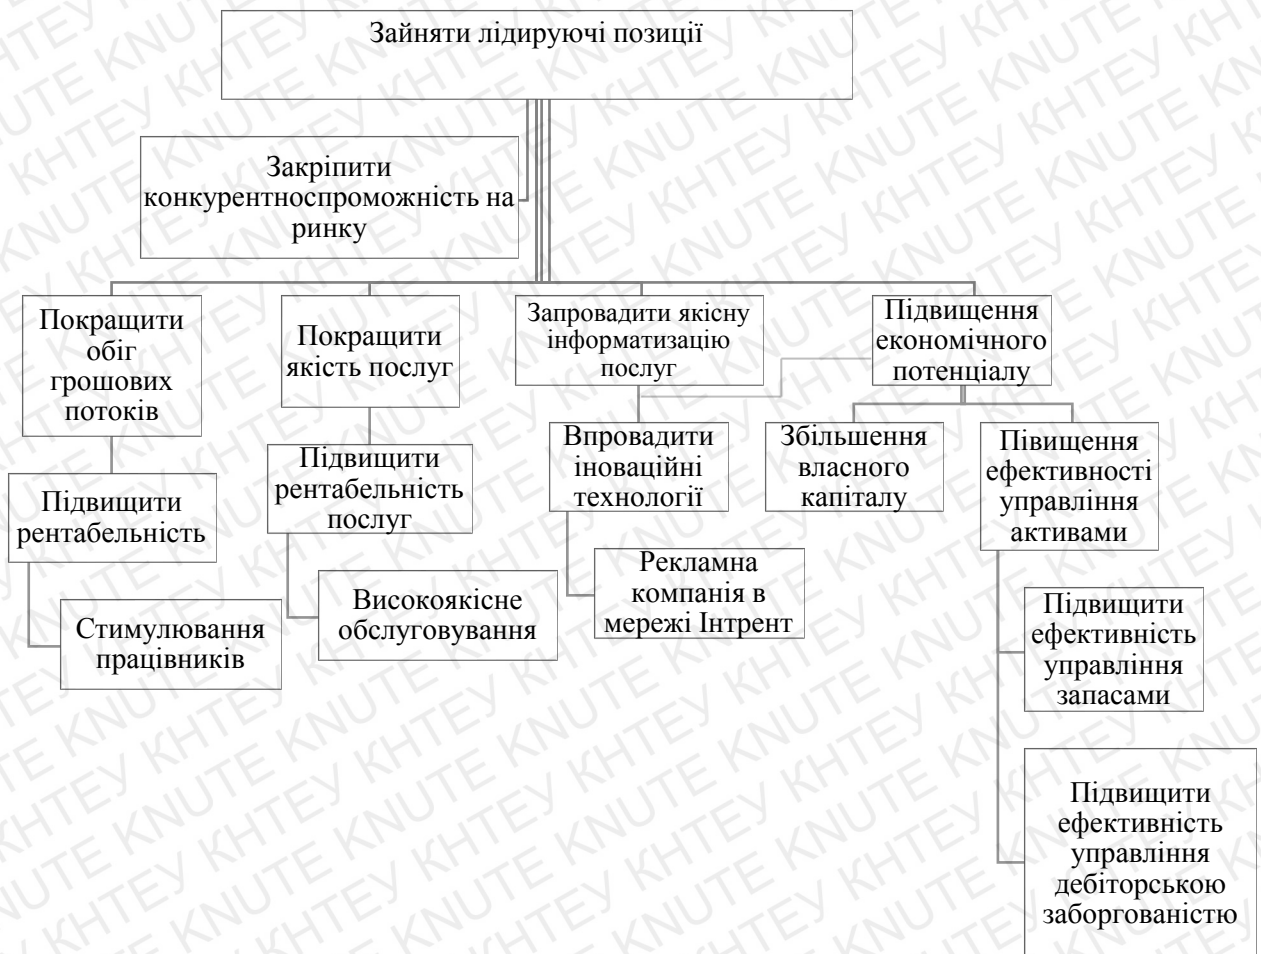 Зайняти лідируючі позиції
Закріпити
конкурентноспроможність на
ринку
Покращити
обіг
грошових
потоків
Покращити
якість послуг
Запровадити якісну
інформатизацію
послуг
Підвищення
економічного
потенціалу
Підвищити
рентабельність
Підвищити
рентабельність
послуг
Впровадити
іноваційні
технології
Збільшення
власного
капіталу
Півищення
ефективності
управління
активами
Стимулювання
працівників
Високоякісне
обслуговування
Рекламна
компанія в
мережі Інтрент
Підвищити
ефективність
управління
запасами
Підвищити
ефективність
управління
дебіторською
заборгованістю